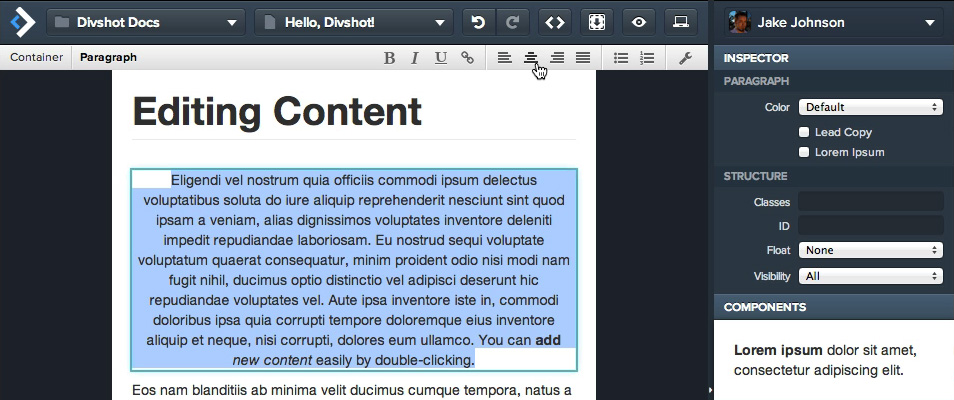 Divshot Docs
Hello, Divshot!
Jake Johnson
Container
Paragraph
B I U
Editing Content
Eligendi vel nostrum quia officiis commodi ipsum delectus
voluptatibus soluta do iure aliquip reprehenderit nesciunt sint quod
ipsam a veniam, alias dignissimos voluptates inventore deleniti
impedit repudiandae laboriosam. Eu nostrud sequi voluptate
voluptatum quaerat consequatur, minim proident odio nisi modi nam
fugit nihil, ducimus optio distinctio vel adipisci deserunt hic
repudiandae voluptates vel. Aute ipsa inventore iste in, commodi
doloribus ipsa quia corrupti tempore doloremque eius inventore
aliquip et neque, nisi corrupti, dolores eum ullamco. You can add
new content easily by double-clicking.
Eos nam blanditiis ab minima velit ducimus cumque tempora, natus a
INSPECTOR
PARAGRAPH
Color Default
Lead Copy
Lorem Ipsum
STRUCTURE
Classes
ID
Float None
Visibility All
COMPONENTS
Lorem ipsum dolor sit amet,
consectetur adipiscing elit.